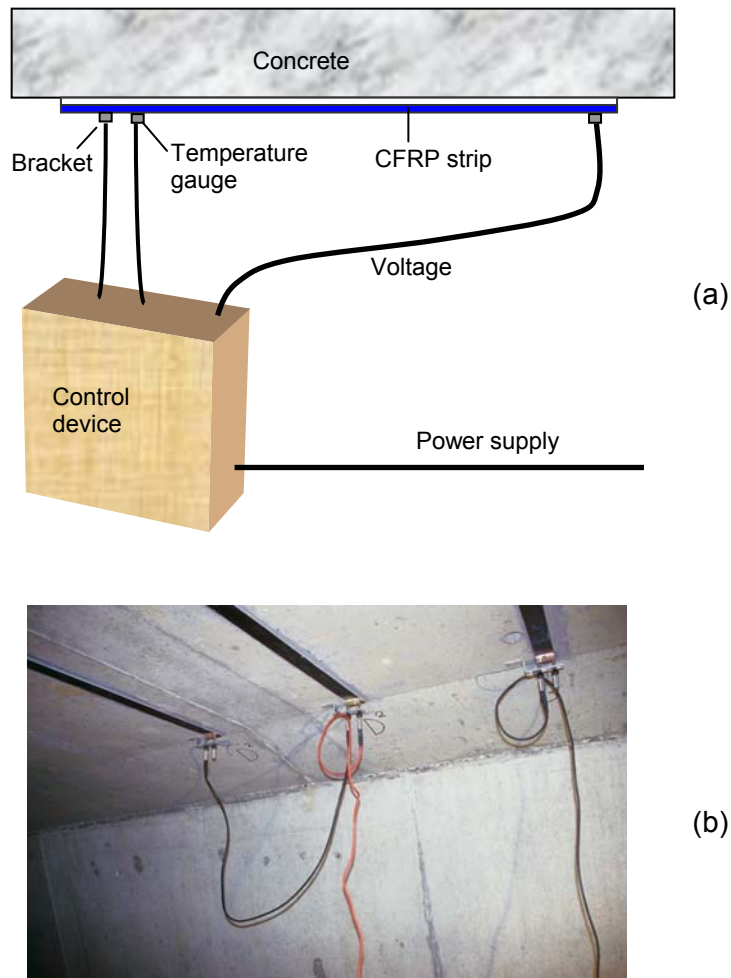 Concrete
Bracket
Temperature
gauge
CFRP strip
Voltage
(a)
Control
device
Power supply
(b)